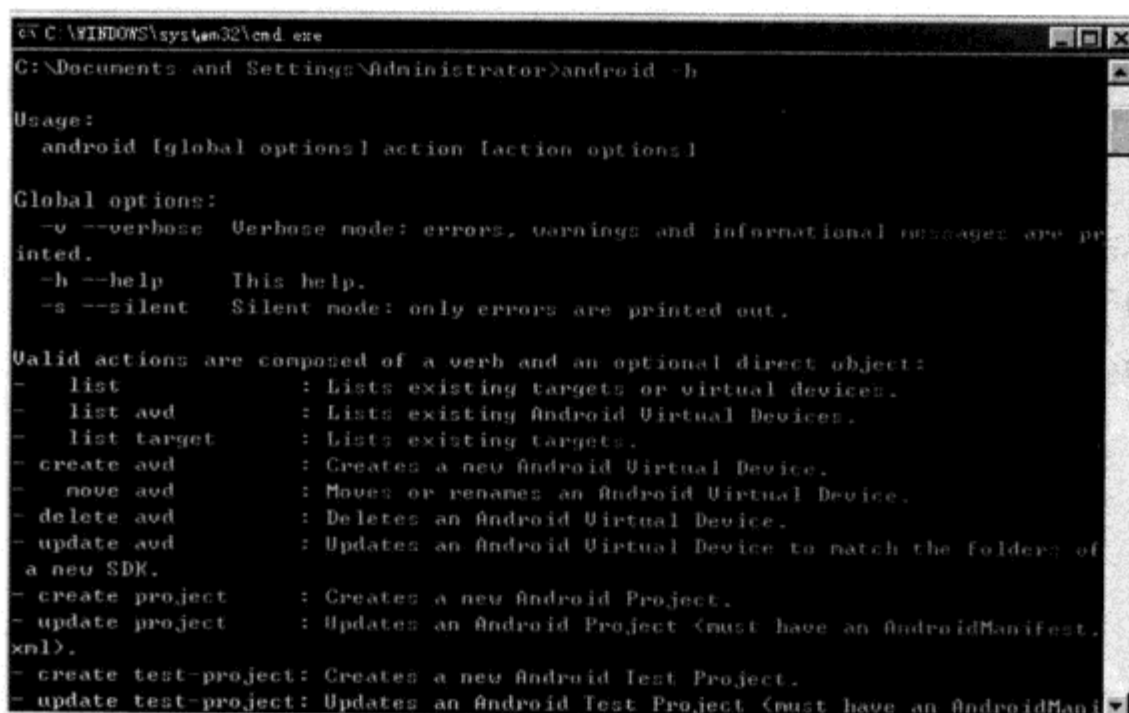 C:\WINDOWS\system32\cmd.exe
C:\Documents and Settings\Administrator>android -h
Usage:
android [global options] action [action options]
Global options:
-v --verbose Verbose mode: errors, warnings and informational messages are pr
inted.
-h --help This help.
-s --silent Silent mode: only errors are printed out.
Valid actions are composed of a verb and an optional direct object:
- list : Lists existing targets or virtual devices.
- list avd : Lists existing Android Virtual Devices.
- list target : Lists existing targets.
- create avd : Creates a new Android Virtual Device.
- move avd : Moves or renames an Android Virtual Device.
- delete avd : Deletes an Android Virtual Device.
- update avd : Updates an Android Virtual Device to match the folders of
a new SDK.
- create project : Creates a new Android Project.
- update project : Updates an Android Project (must have an AndroidManifest.
xml).
- create test-project: Creates a new Android Test Project.
- update test-project: Updates an Android Test Project (must have an AndroidMani